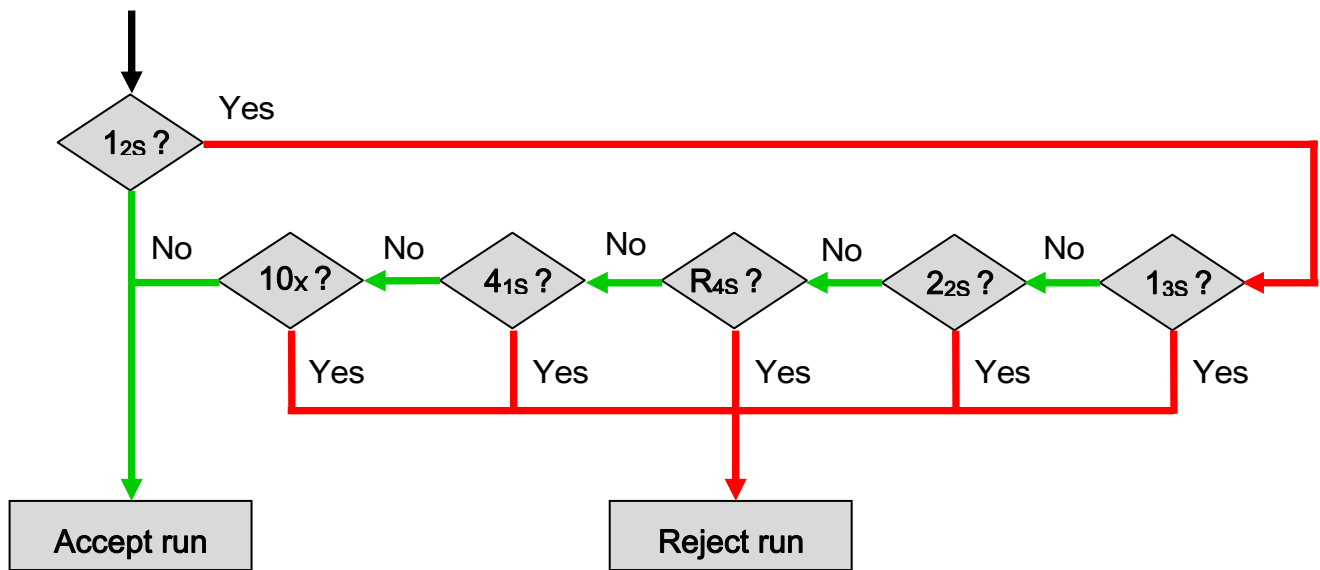 Yes
1₂S ?
No No No No No
10X ? 4₁S ? R₄S ? 2₂S ? 1₃S ?
Yes Yes Yes Yes Yes
Accept run Reject run